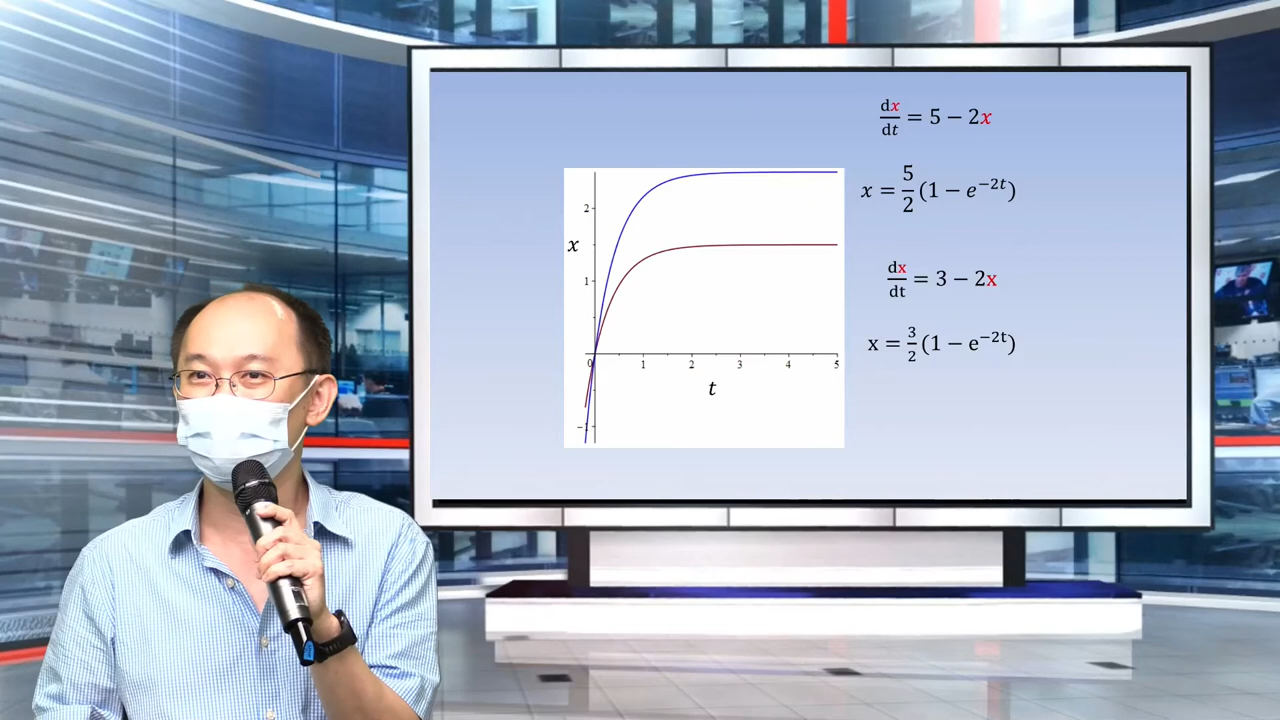 dx/dt = 5 − 2x
x = 5/2 (1 − e^{−2t})
dx/dt = 3 − 2x
x = 3/2 (1 − e^{−2t})
2
x
1
0 1 2 3 4 5
t
−1